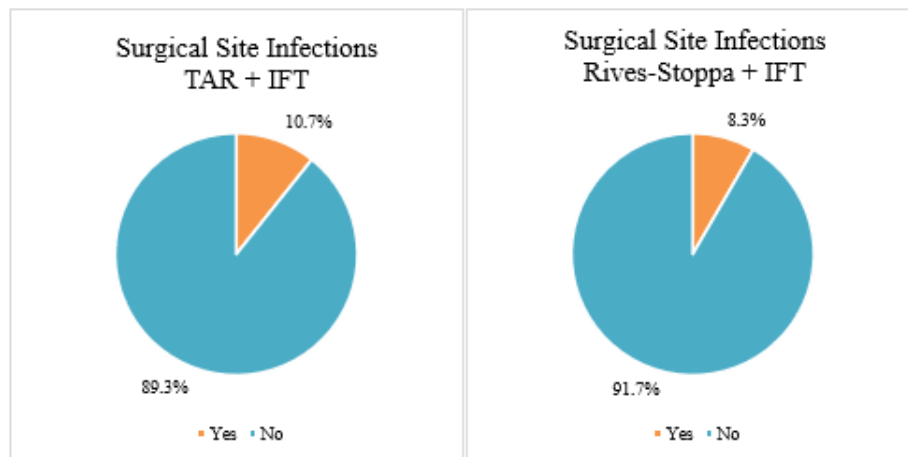 Surgical Site Infections
TAR + IFT
10.7%
89.3%
Yes No
Surgical Site Infections
Rives-Stoppa + IFT
8.3%
91.7%
Yes No